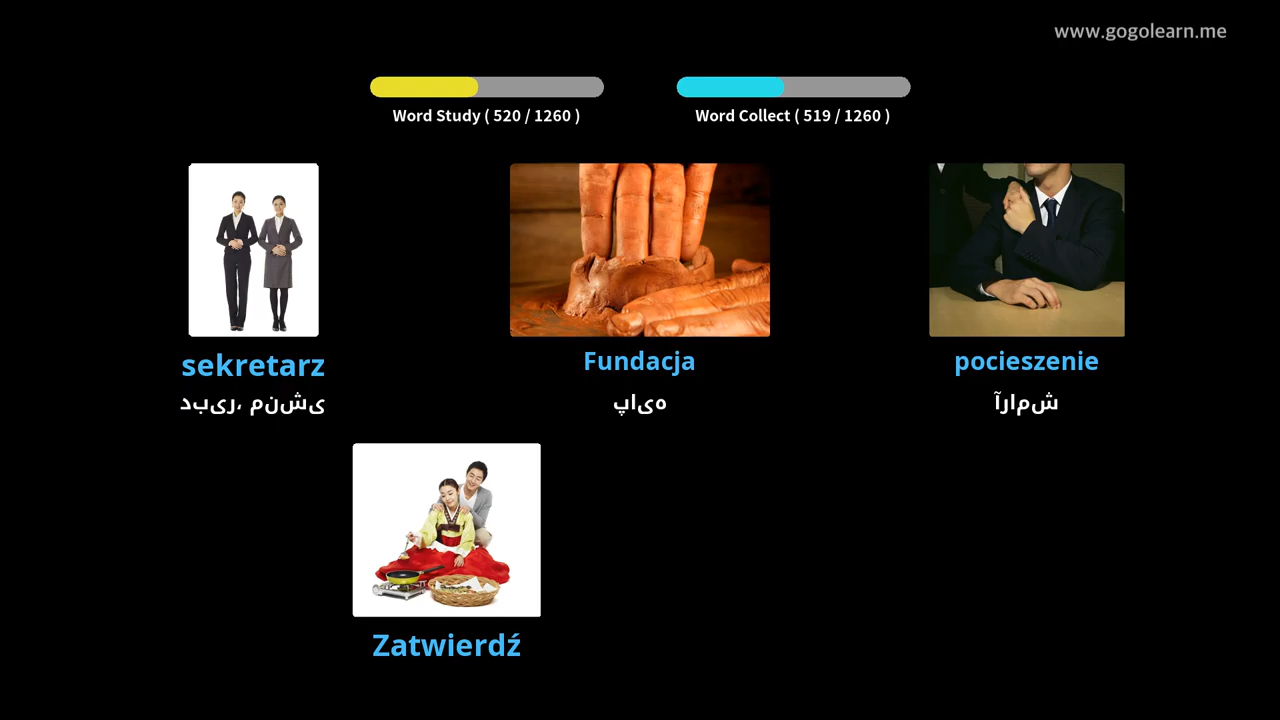 www.gogolearn.me
Word Study ( 520 / 1260 )
Word Collect ( 519 / 1260 )
sekretarz
دبیر، منشی
Fundacja
پایه
pocieszenie
آرامش
Zatwierdź